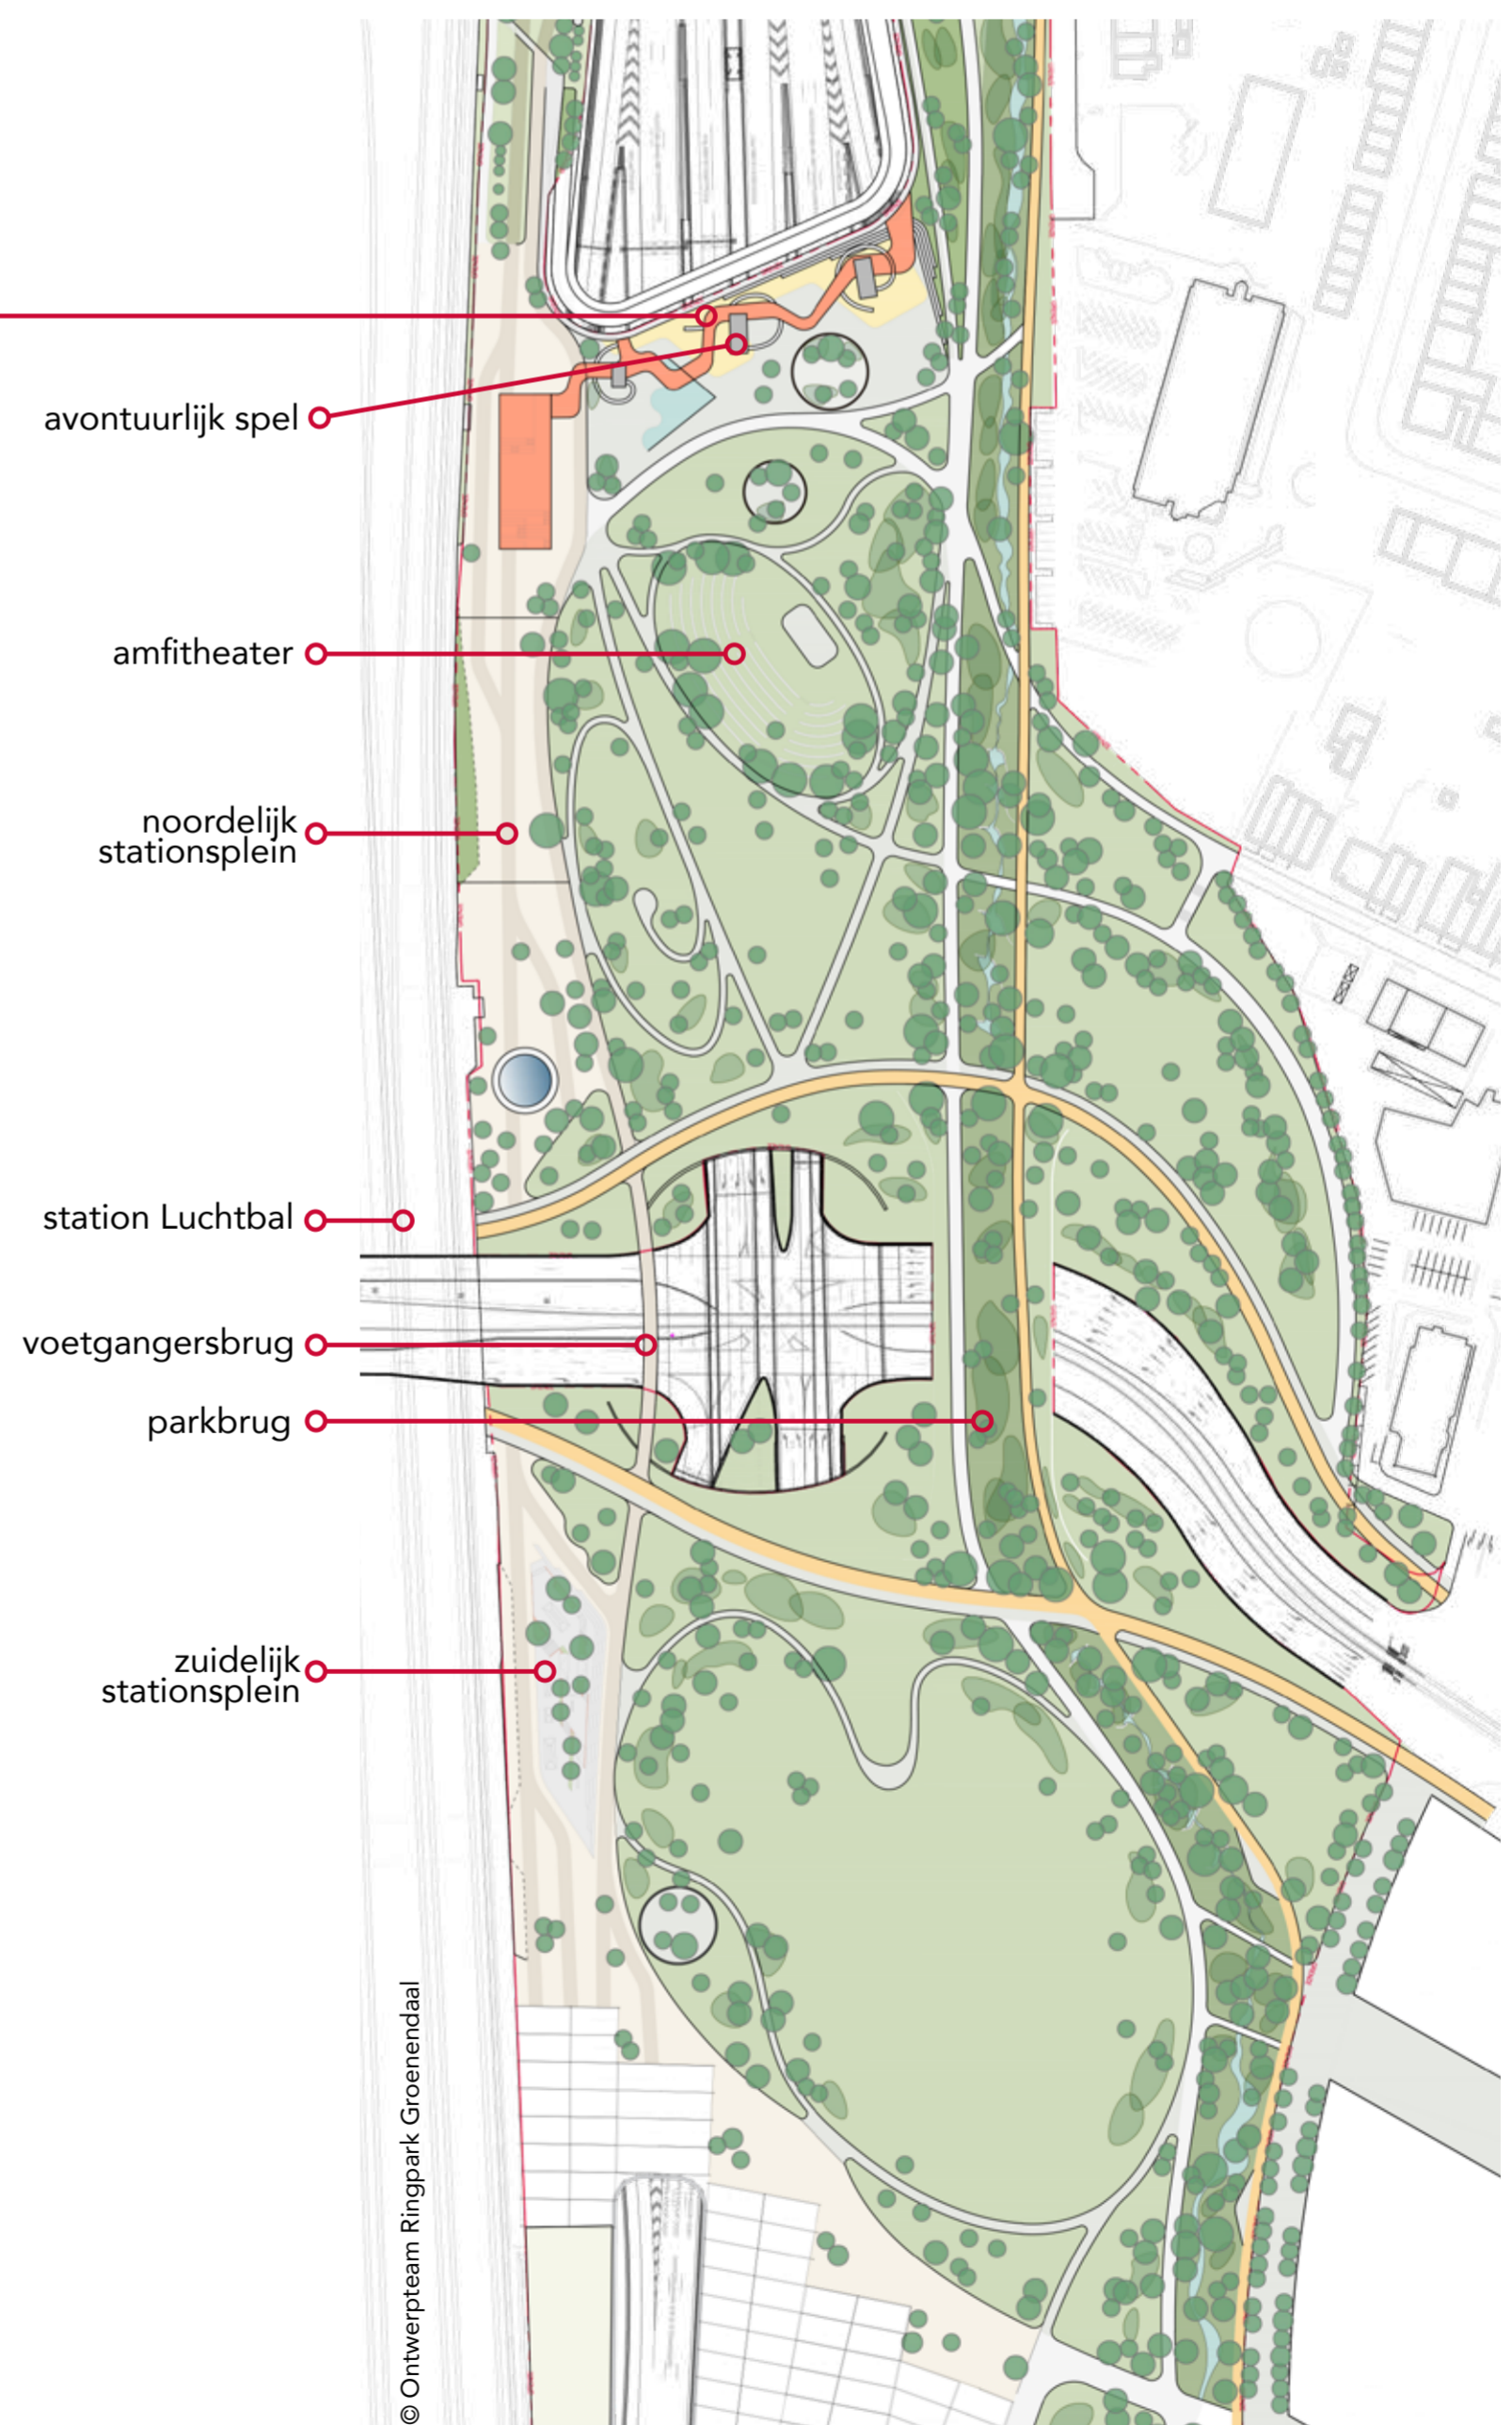 avontuurlijk spel
amfitheater
noordelijk
stationsplein
station Luchtbal
voetgangersbrug
parkbrug
zuidelijk
stationsplein
© Ontwerpteam Ringpark Groenendaal